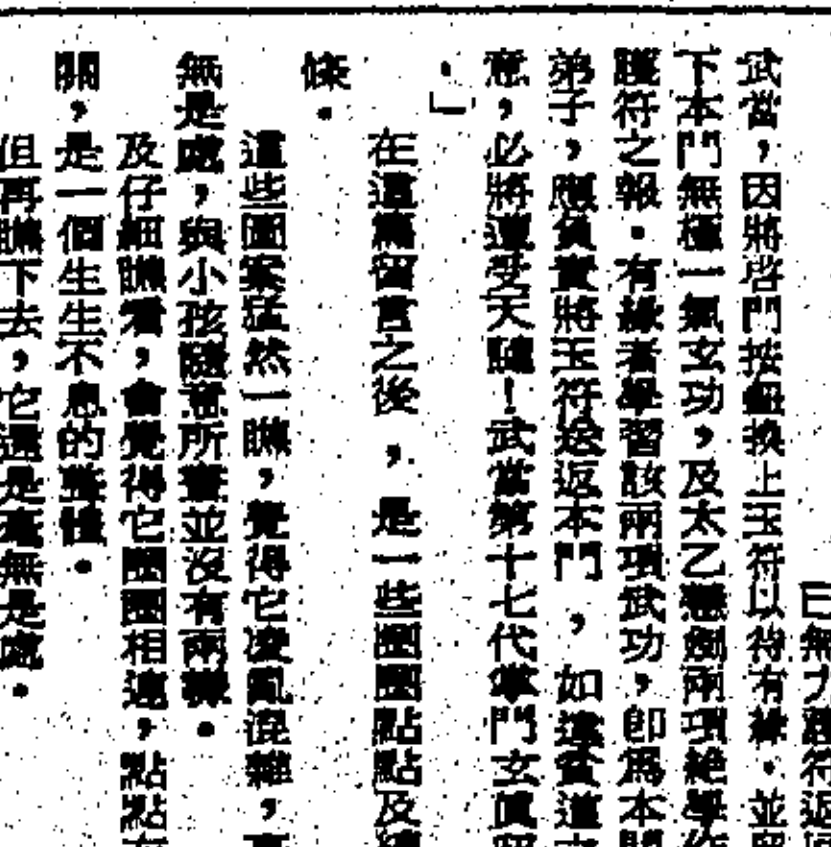 已無力護符返
武當，因將啓門按鈕換上玉符以待有緣．並留
下本門無極一氣玄功，及太乙懸劍兩項絶學作
護符之報．有緣者學習該兩項武功，卽爲本門
弟子，應負責將玉符送返本門，如違貧道
意，必將遭受天譴！武當第十七代掌門玄眞留
．」
在這篇留言之後，是一些圈圈點點及線
條．
這些圖案猛然一瞧，覺得它凌亂混雜，
無是處，與小孩隨意所畫並沒有兩樣．
及仔細瞧看，會覺得它圈圈相連，點點
關，是一個生生不息的整體．
但再瞧下去，它還是毫無是處．